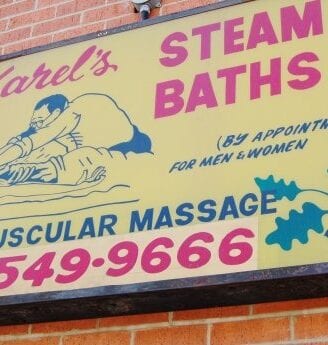 Karel's
STEAM
BATHS
(BY APPOINTM
FOR MEN & WOMEN
USCULAR MASSAGE
549-9666